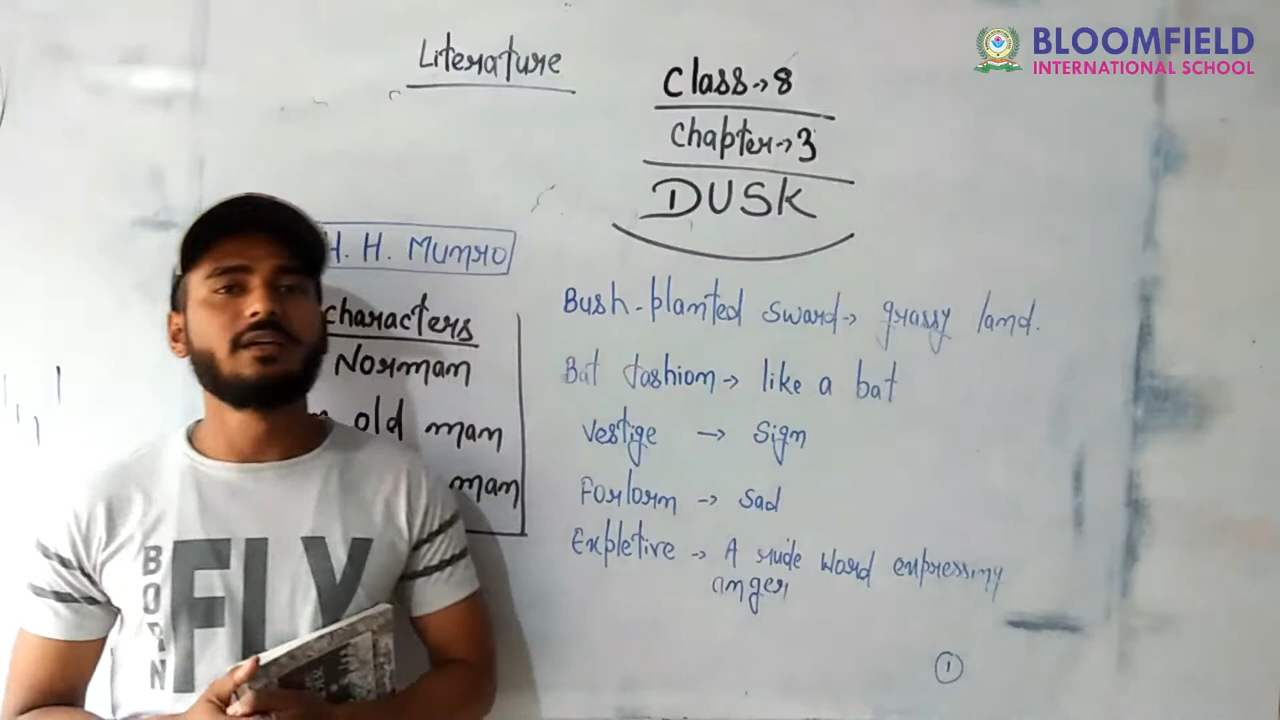 BLOOMFIELD
INTERNATIONAL SCHOOL
Literature
Class → 8
Chapter → 3
DUSK
H. H. Munro
characters
Norman
old man
man
Bush-planted sward → grassy land.
Bat fashion → like a bat
Vestige → Sign
Forlorn → Sad
Expletive → A rude word expressing
anger
1
BORN
FLY